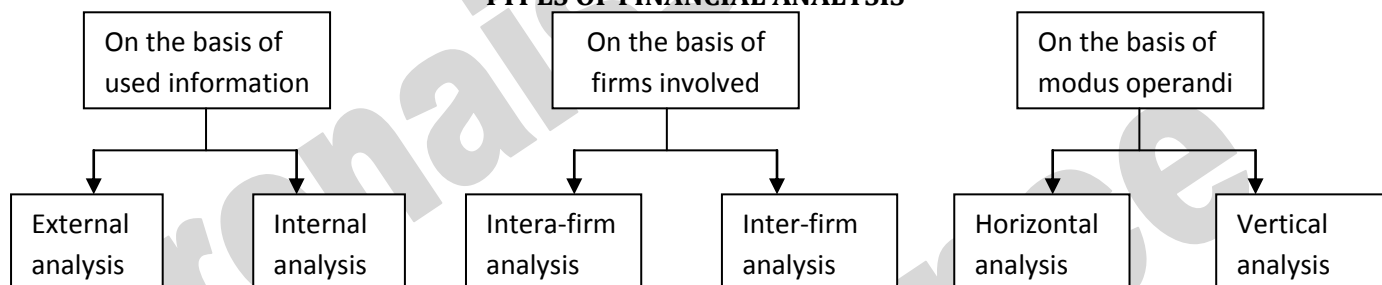 TYPES OF FINANCIAL ANALYSIS
On the basis of
used information
On the basis of
firms involved
On the basis of
modus operandi
External
analysis
Internal
analysis
Intera-firm
analysis
Inter-firm
analysis
Horizontal
analysis
Vertical
analysis